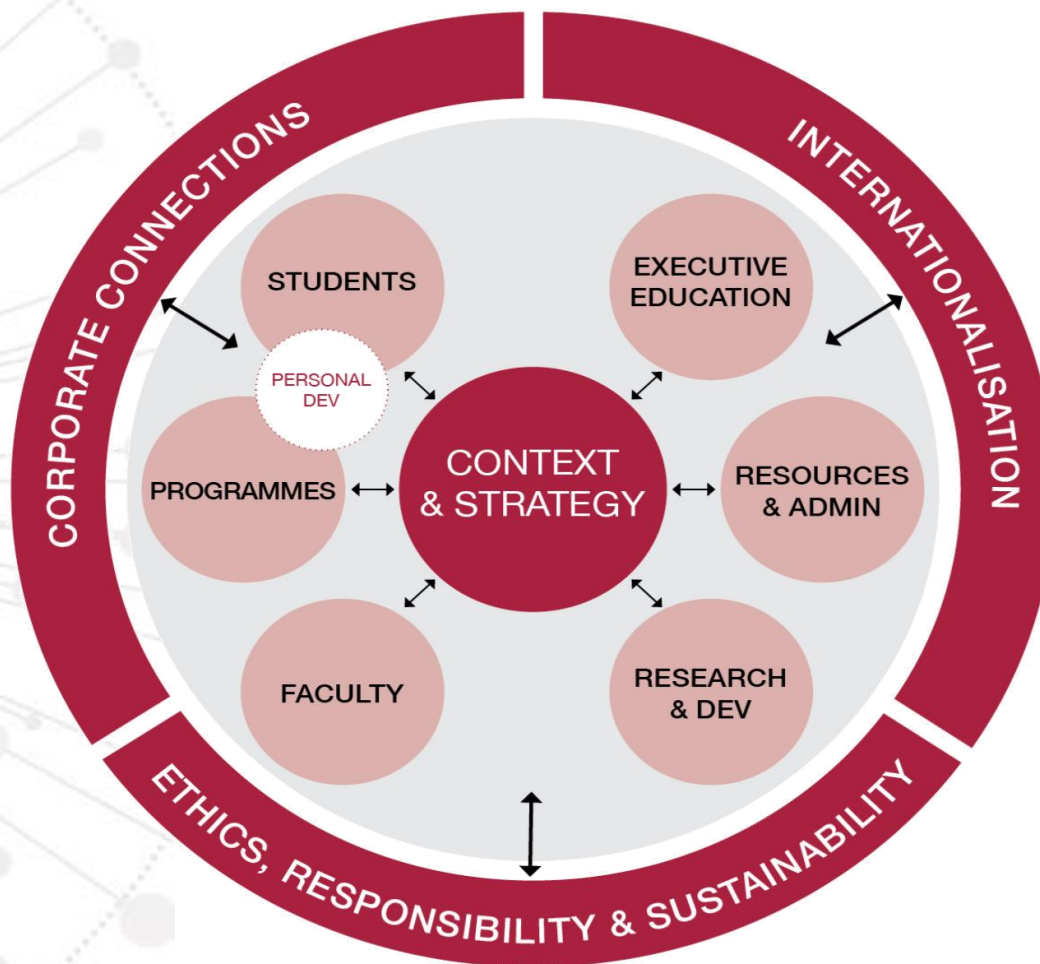 CORPORATE CONNECTIONS
INTERNATIONALISATION
STUDENTS
EXECUTIVE
EDUCATION
PERSONAL
DEV
PROGRAMMES
CONTEXT
& STRATEGY
RESOURCES
& ADMIN
FACULTY
RESEARCH
& DEV
ETHICS, RESPONSIBILITY & SUSTAINABILITY